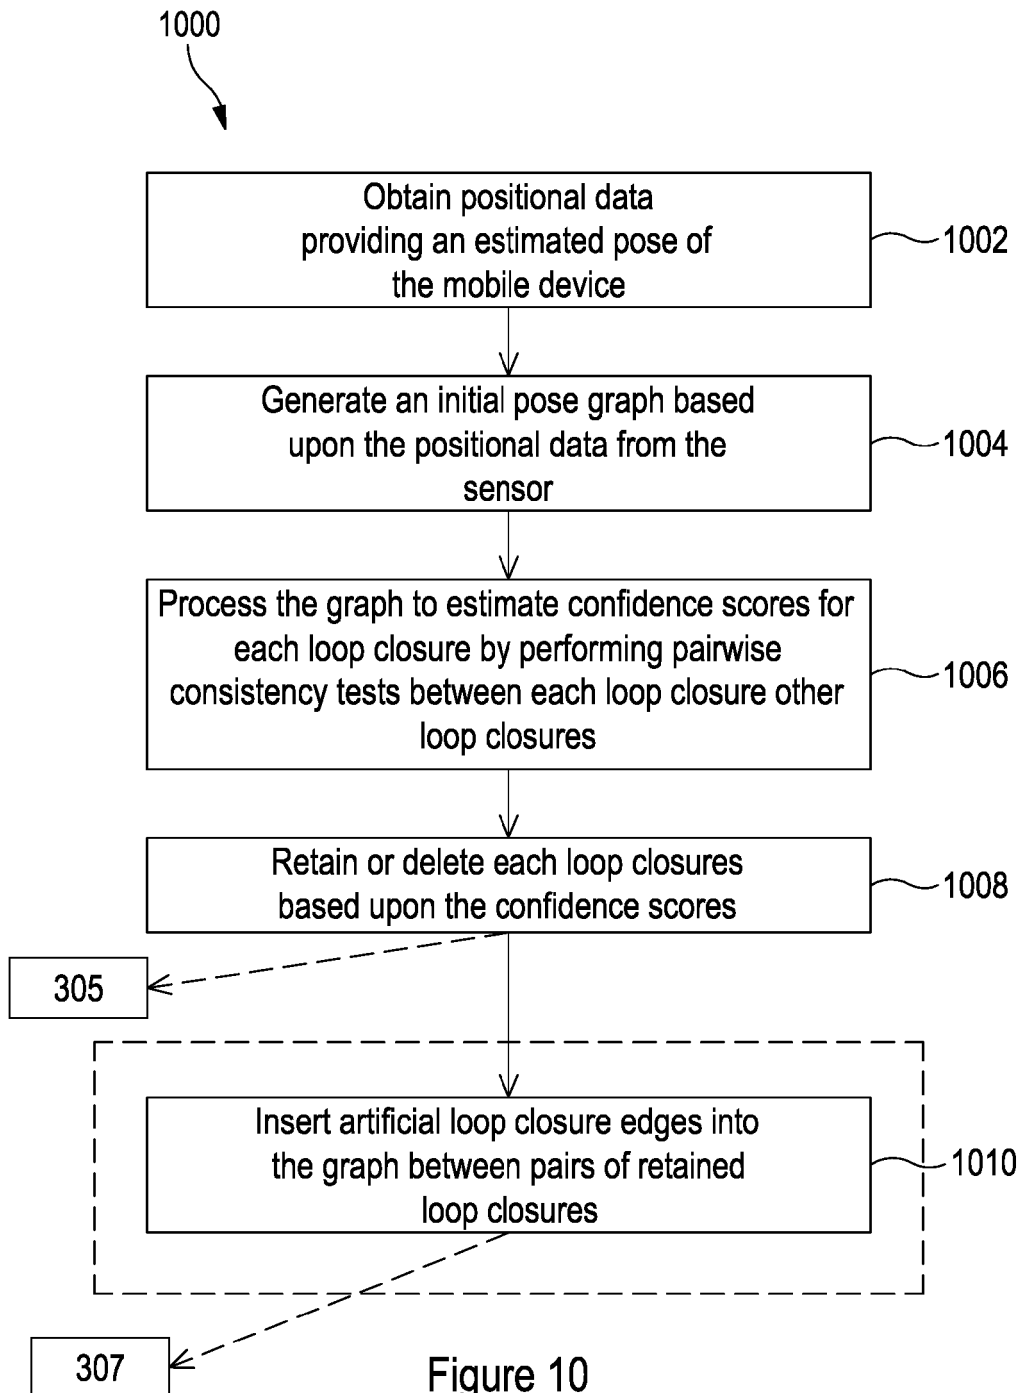 1000
Obtain positional data
providing an estimated pose of
the mobile device
1002
Generate an initial pose graph based
upon the positional data from the
sensor
1004
Process the graph to estimate confidence scores for
each loop closure by performing pairwise
consistency tests between each loop closure other
loop closures
1006
Retain or delete each loop closures
based upon the confidence scores
1008
305
Insert artificial loop closure edges into
the graph between pairs of retained
loop closures
1010
307
Figure 10